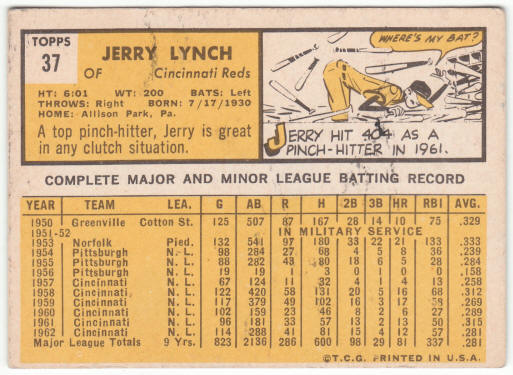 TOPPS
37
JERRY LYNCH
OF Cincinnati Reds
HT: 6:01 WT: 200 BATS: Left
THROWS: Right BORN: 7/17/1930
HOME: Allison Park, Pa.
A top pinch-hitter, Jerry is great
in any clutch situation.
WHERE'S MY BAT?
JERRY HIT 404 AS A
PINCH-HITTER IN 1961.
COMPLETE MAJOR AND MINOR LEAGUE BATTING RECORD
YEAR TEAM LEA. G AB R H 2B 3B HR RBI AVG.
1950 Greenville Cotton St. 125 507 87 167 28 14 10 75 .329
1951-52 IN MILITARY SERVICE
1953 Norfolk Pied. 132 541 97 180 33 22 21 133 .333
1954 Pittsburgh N.L. 98 284 27 68 4 5 8 36 .239
1955 Pittsburgh N.L. 88 282 43 80 18 6 5 28 .284
1956 Pittsburgh N.L. 19 19 1 3 0 1 0 0 .158
1957 Cincinnati N.L. 67 124 11 32 4 1 4 13 .258
1958 Cincinnati N.L. 122 420 58 131 20 5 16 68 .312
1959 Cincinnati N.L. 117 379 49 102 16 3 17 58 .269
1960 Cincinnati N.L. 102 159 23 46 8 2 6 27 .289
1961 Cincinnati N.L. 96 181 33 57 13 2 13 50 .315
1962 Cincinnati N.L. 114 288 41 81 15 4 12 57 .281
Major League Totals 9 Yrs. 823 2136 286 600 98 29 81 337 .281
©T.C.G. PRINTED IN U.S.A.